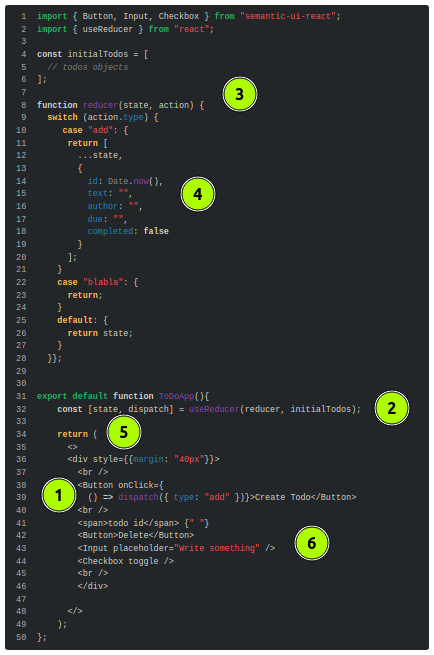 1 import { Button, Input, Checkbox } from "semantic-ui-react";
2 import { useReducer } from "react";
3
4 const initialTodos = [
5 // todos objects
6 ];
7
3
8 function reducer(state, action) {
9 switch (action.type) {
10 case "add": {
11 return [
12 ...state,
13 {
14 id: Date.now(),
15 text: "",
4
16 author: "",
17 due: "",
18 completed: false
19 }
20 ];
21 }
22 case "blabla": {
23 return;
24 }
25 default: {
26 return state;
27 }
28 }};
29
30
31 export default function ToDoApp(){
32 const [state, dispatch] = useReducer(reducer, initialTodos);
2
33
34 return (
5
35 <>
36 <div style={{margin: "40px"}}>
37 <br />
38 <Button onClick={
1
39 () => dispatch({ type: "add" })}>Create Todo</Button>
40 <br />
41 <span>todo id</span> {" "}
42 <Button>Delete</Button>
43 <Input placeholder="Write something" />
6
44 <Checkbox toggle />
45 <br />
46 </div>
47
48 </>
49 );
50 };